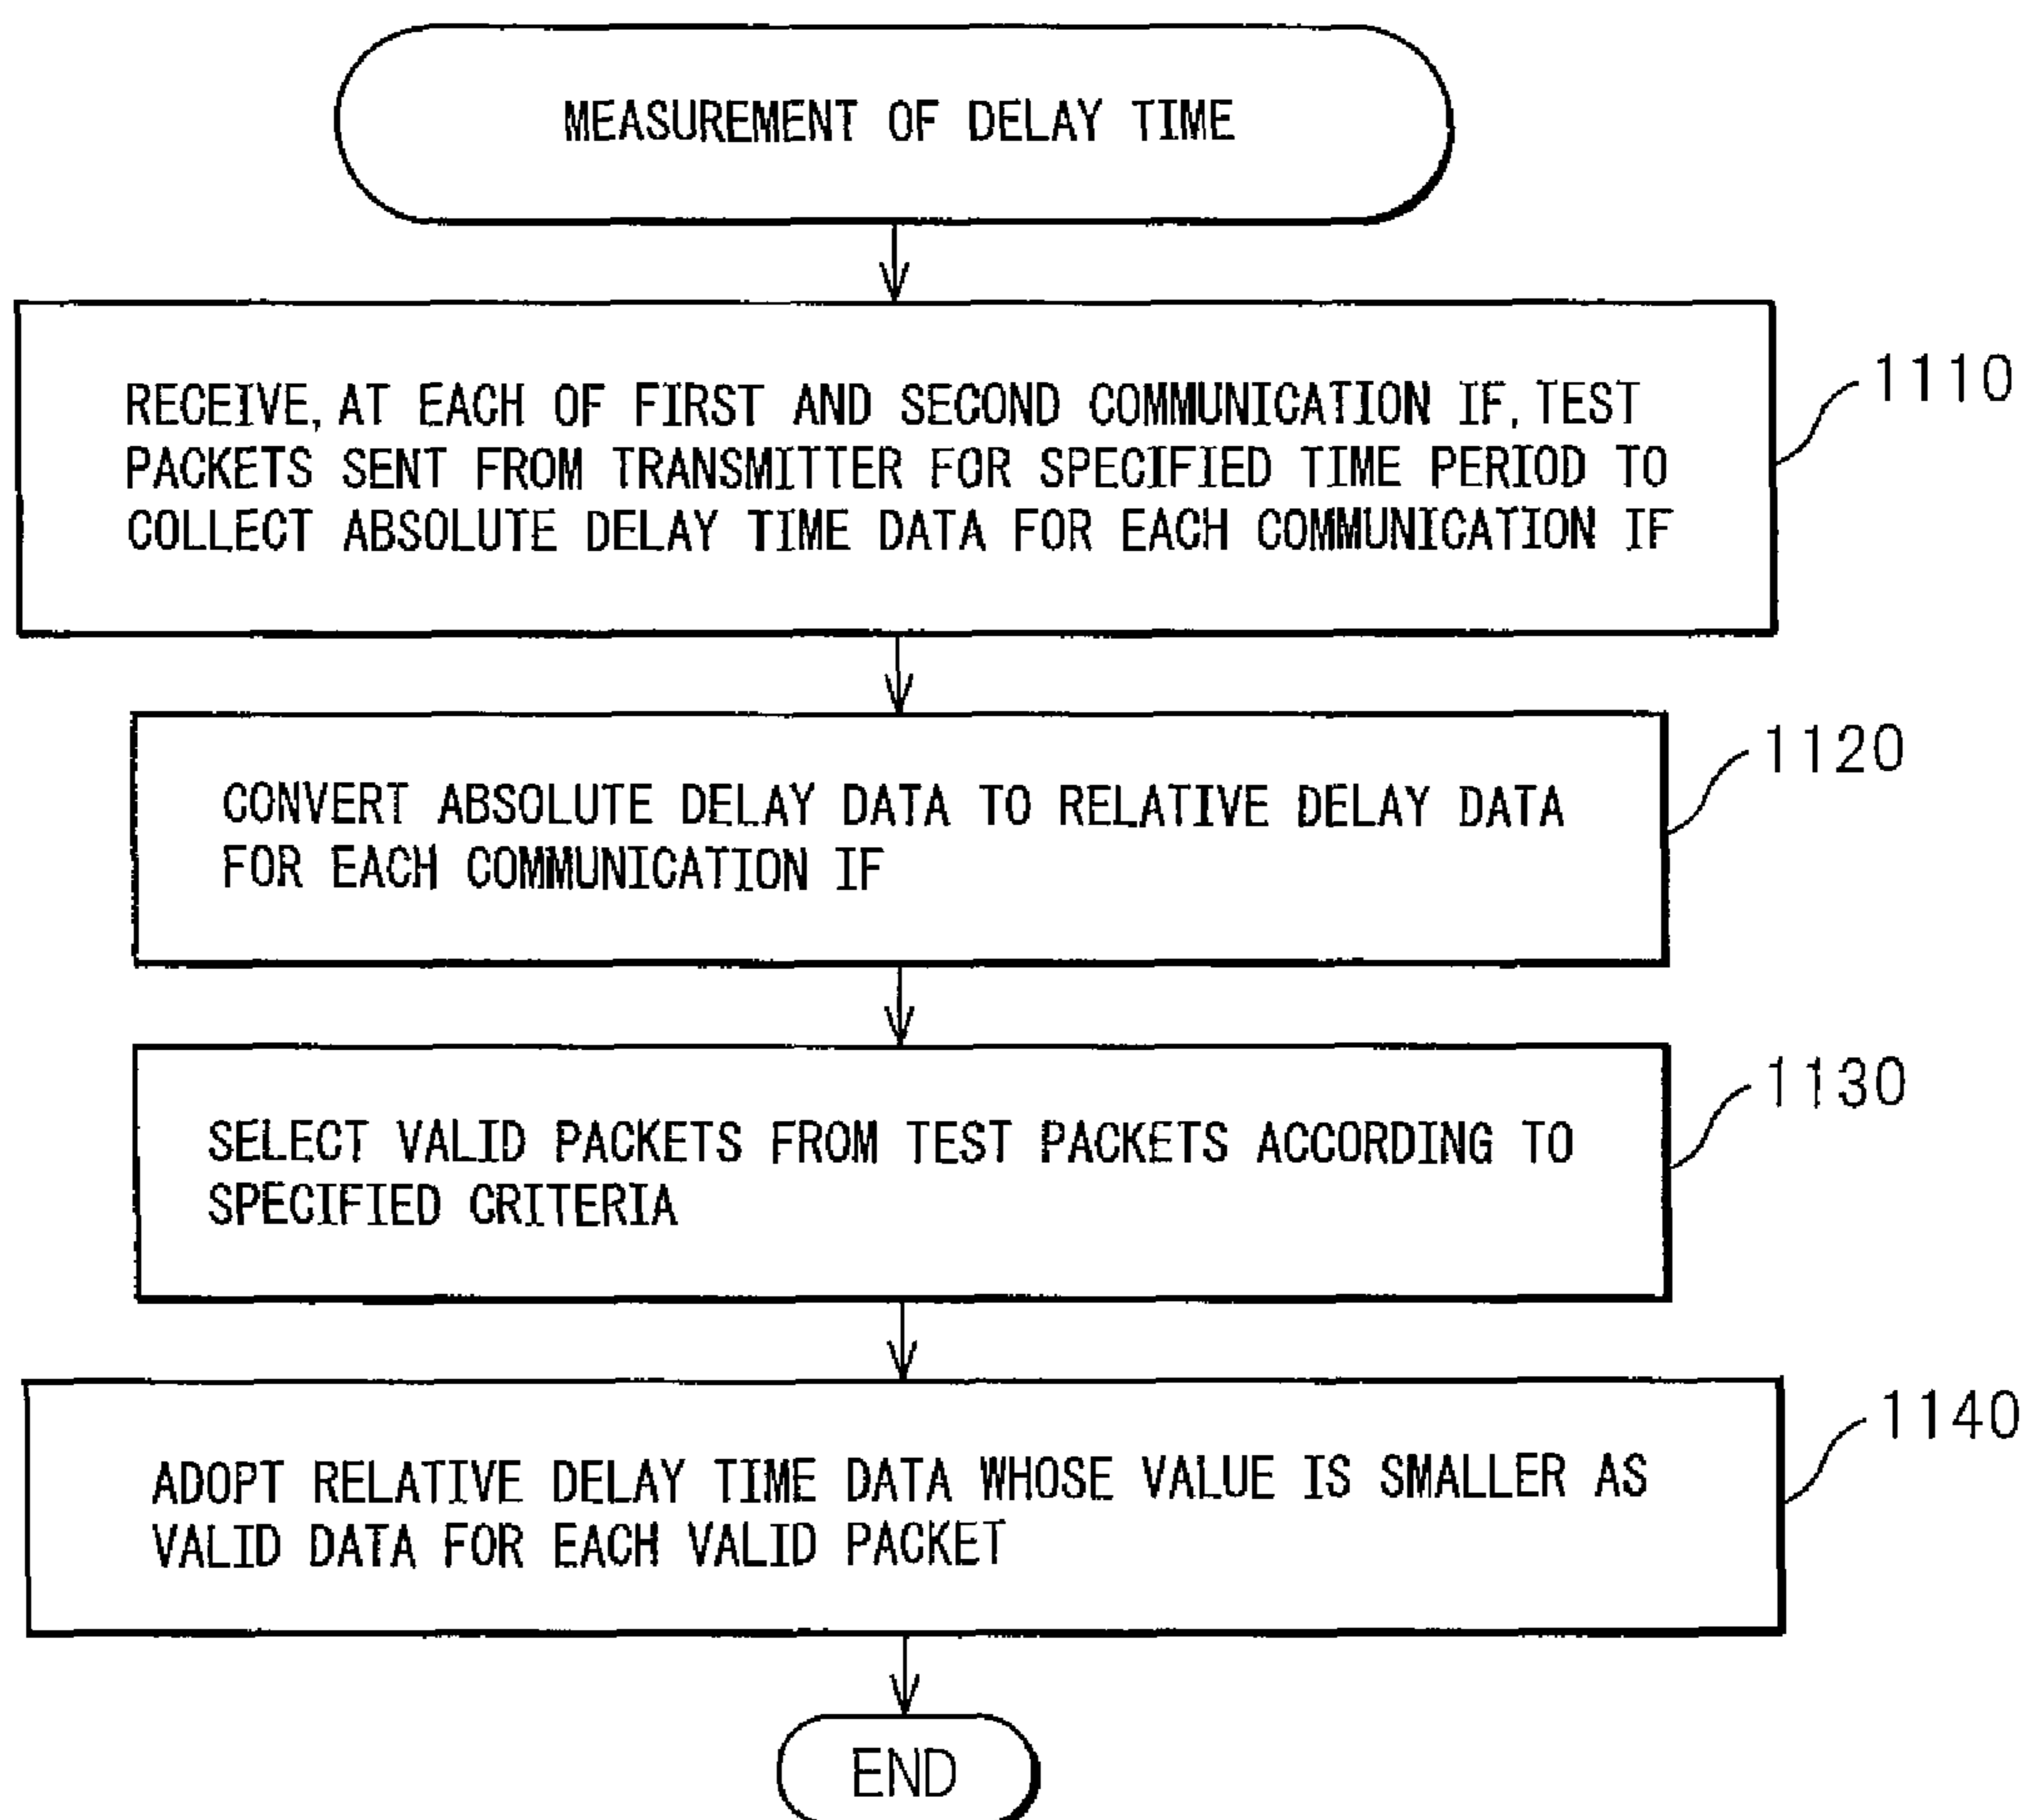 MEASUREMENT OF DELAY TIME
RECEIVE, AT EACH OF FIRST AND SECOND COMMUNICATION IF, TEST
PACKETS SENT FROM TRANSMITTER FOR SPECIFIED TIME PERIOD TO
COLLECT ABSOLUTE DELAY TIME DATA FOR EACH COMMUNICATION IF
1110
CONVERT ABSOLUTE DELAY DATA TO RELATIVE DELAY DATA
FOR EACH COMMUNICATION IF
1120
SELECT VALID PACKETS FROM TEST PACKETS ACCORDING TO
SPECIFIED CRITERIA
1130
ADOPT RELATIVE DELAY TIME DATA WHOSE VALUE IS SMALLER AS
VALID DATA FOR EACH VALID PACKET
1140
END